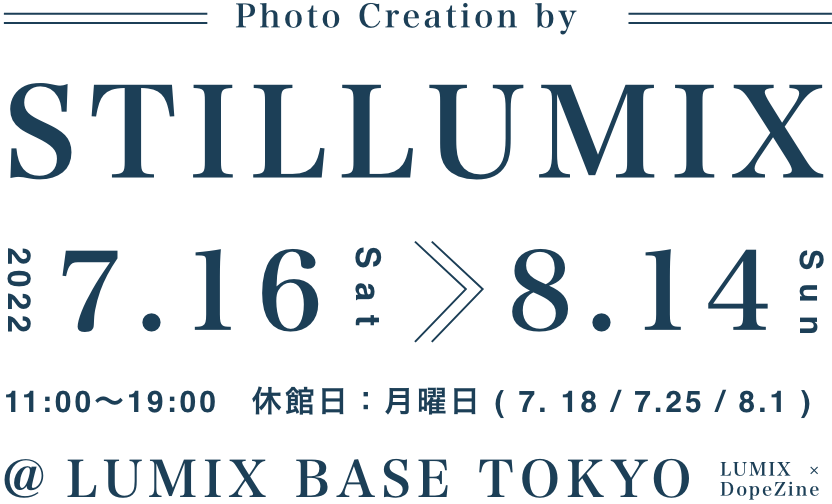 Photo Creation by
STILLUMIX
2022 7.16 Sat 8.14 Sun
11:00〜19:00 休館日：月曜日 ( 7. 18 / 7.25 / 8.1 )
@ LUMIX BASE TOKYO
LUMIX ×
DopeZine